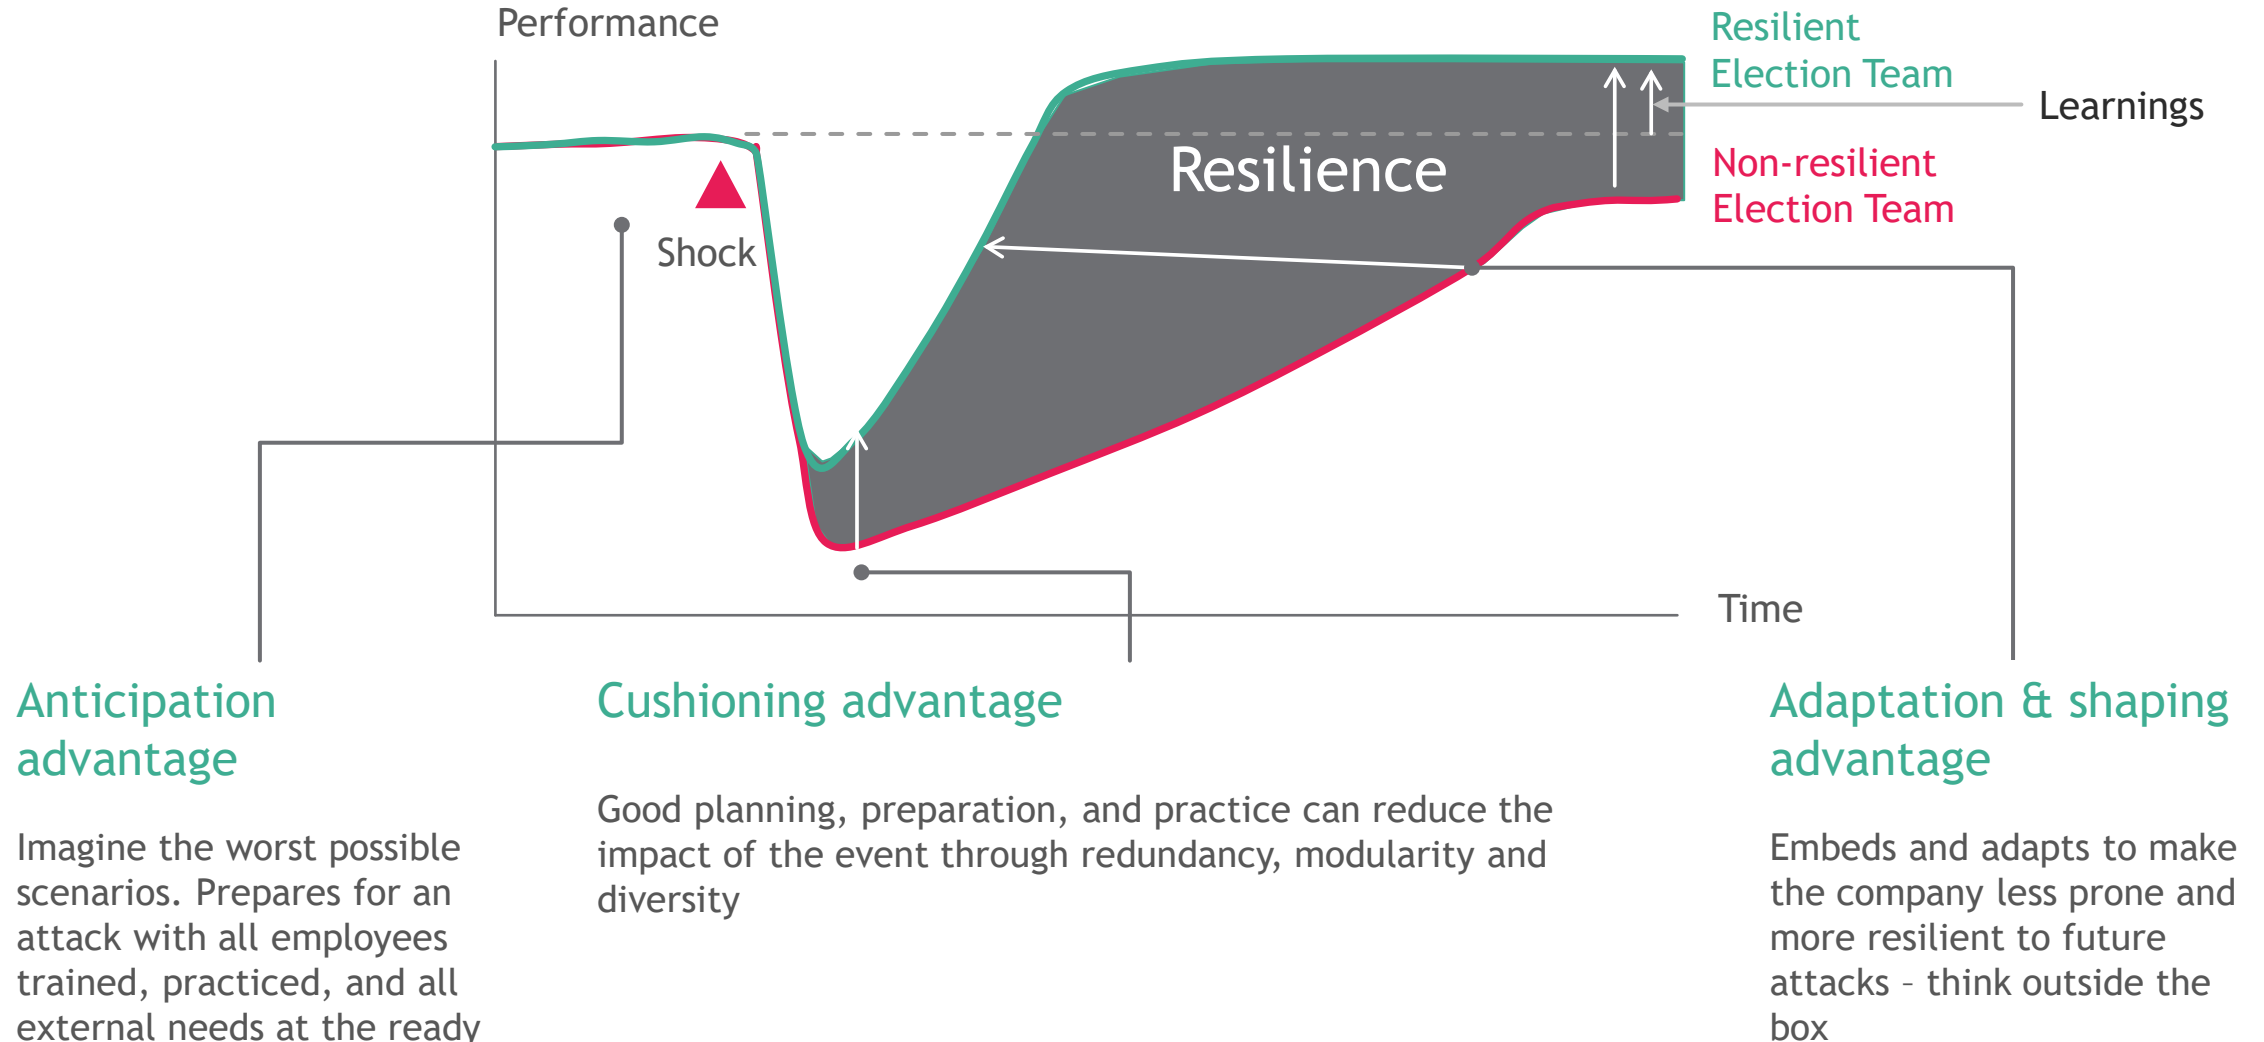 Performance
Resilient
Election Team
Learnings
Resilience
Non-resilient
Election Team
Shock
Time
Anticipation
advantage
Imagine the worst possible
scenarios. Prepares for an
attack with all employees
trained, practiced, and all
external needs at the ready
Cushioning advantage
Good planning, preparation, and practice can reduce the
impact of the event through redundancy, modularity and
diversity
Adaptation & shaping
advantage
Embeds and adapts to make
the company less prone and
more resilient to future
attacks – think outside the
box